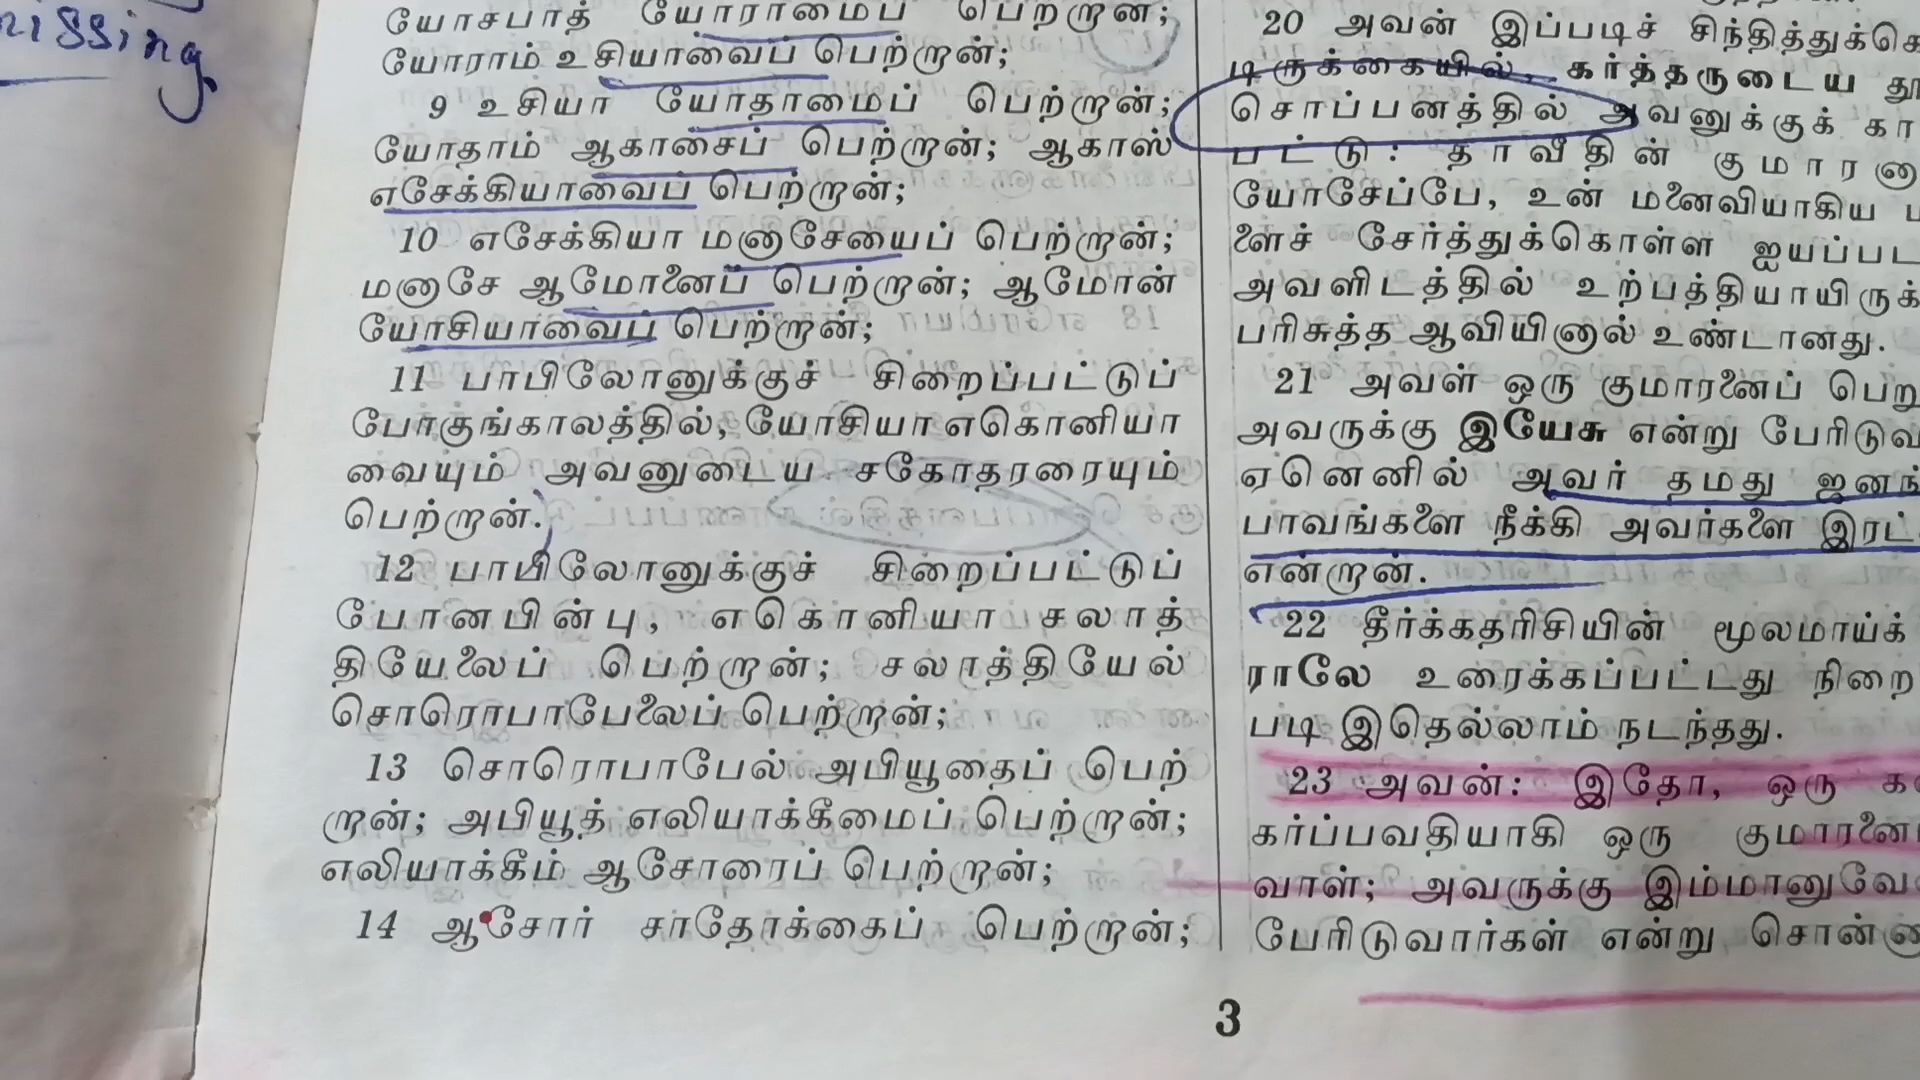 missing
யோசபாத் யோராமைப் பெற்றான்;
யோராம் உசியாவைப் பெற்றான்;
9 உசியா யோதாமைப் பெற்றான்;
யோதாம் ஆகாசைப் பெற்றான்; ஆகாஸ்
எசேக்கியாவைப் பெற்றான்;
10 எசேக்கியா மனாசேயைப் பெற்றான்;
மனாசே ஆமோனைப் பெற்றான்; ஆமோன்
யோசியாவைப் பெற்றான்;
11 பாபிலோனுக்குச் சிறைப்பட்டுப்
போகுங்காலத்தில், யோசியா எகொனியா
வையும் அவனுடைய சகோதரரையும்
பெற்றான்.
12 பாபிலோனுக்குச் சிறைப்பட்டுப்
போனபின்பு, எகொனியா சலாத்
தியேலைப் பெற்றான்; சலாத்தியேல்
சொரொபாபேலைப் பெற்றான்;
13 சொரொபாபேல் அபியூதைப் பெற்
றான்; அபியூத் எலியாக்கீமைப் பெற்றான்;
எலியாக்கீம் ஆசோரைப் பெற்றான்;
14 ஆசோர் சாதோக்கைப் பெற்றான்;
20 அவன் இப்படிச் சிந்தித்துக்கொ
டிருக்கையில், கர்த்தருடைய தூ
சொப்பனத்தில் அவனுக்குக் கா
பட்டு: தாவீதின் குமாரனா
யோசேப்பே, உன் மனைவியாகிய ம
ளைச் சேர்த்துக்கொள்ள ஐயப்பட
அவளிடத்தில் உற்பத்தியாயிருக்
பரிசுத்த ஆவியினால் உண்டானது.
21 அவள் ஒரு குமாரனைப் பெறு
அவருக்கு இயேசு என்று பேரிடுவ
ஏனெனில் அவர் தமது ஜனங்
பாவங்களை நீக்கி அவர்களை இரட்
என்றான்.
22 தீர்க்கதரிசியின் மூலமாய்க்
ராலே உரைக்கப்பட்டது நிறை
படி இதெல்லாம் நடந்தது.
23 அவன்: இதோ, ஒரு கன்
கர்ப்பவதியாகி ஒரு குமாரனைப்
வாள்; அவருக்கு இம்மானுவே
பேரிடுவார்கள் என்று சொன்னா
3